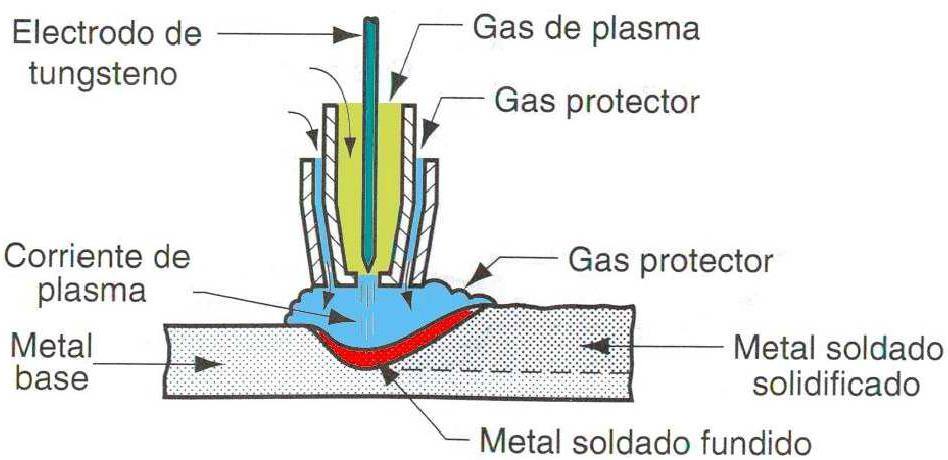 Electrodo de
tungsteno
Gas de plasma
Gas protector
Corriente de
plasma
Gas protector
Metal
base
Metal soldado
solidificado
Metal soldado fundido